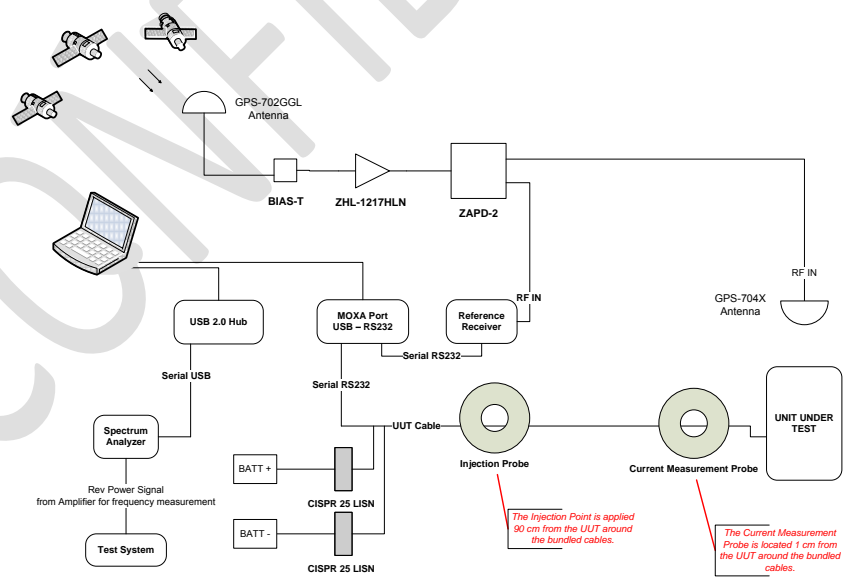 GPS-702GGL
Antenna
BIAS-T
ZHL-1217HLN
ZAPD-2
RF IN
GPS-704X
Antenna
RF IN
USB 2.0 Hub
MOXA Port
USB – RS232
Reference
Receiver
Serial RS232
Serial USB
Serial RS232
UUT Cable
Spectrum
Analyzer
UNIT UNDER
TEST
BATT +
CISPR 25 LISN
Injection Probe
Current Measurement Probe
Rev Power Signal
from Amplifier for frequency measurement
The Injection Point is applied
90 cm from the UUT around
the bundled cables.
BATT -
The Current Measurement
Probe is located 1 cm from
the UUT around the bundled
cables.
Test System
CISPR 25 LISN